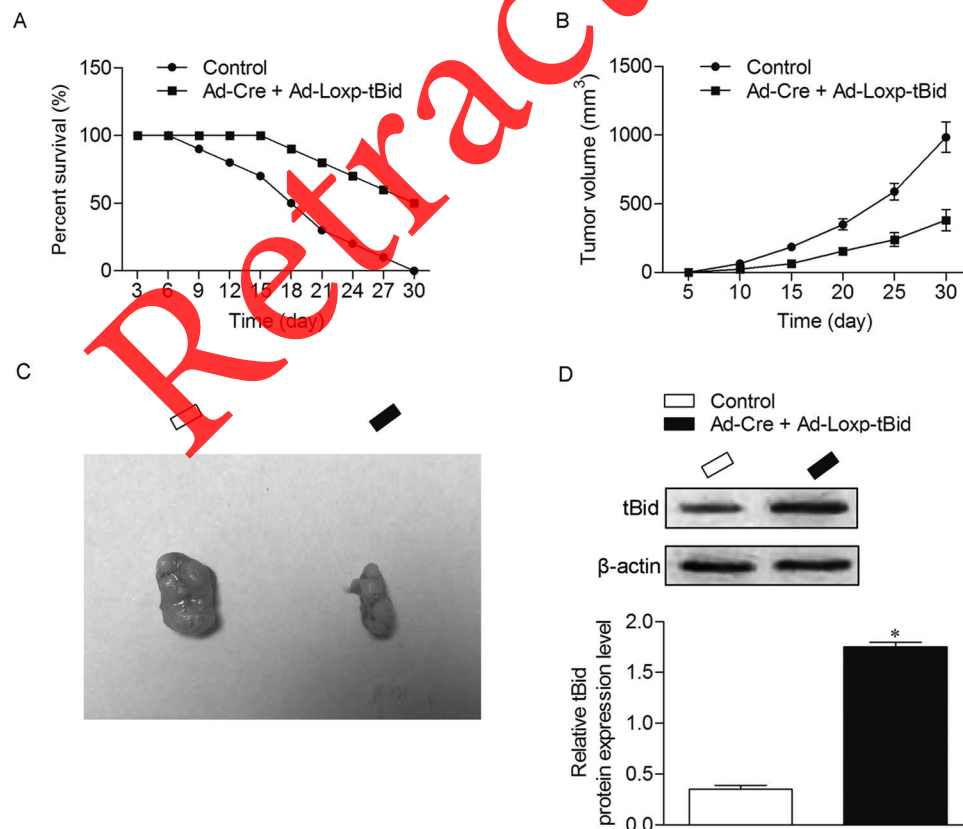 A
Percent survival (%)
150
100
50
0
Control
Ad-Cre + Ad-Loxp-tBid
3 6 9 12 15 18 21 24 27 30
Time (day)
B
Tumor volume (mm3)
1500
1000
500
0
Control
Ad-Cre + Ad-Loxp-tBid
5 10 15 20 25 30
Time (day)
Retrac
C
D
Control
Ad-Cre + Ad-Loxp-tBid
tBid
β-actin
Relative tBid
protein expression level
2.0
1.5
1.0
0.5
0.0
*